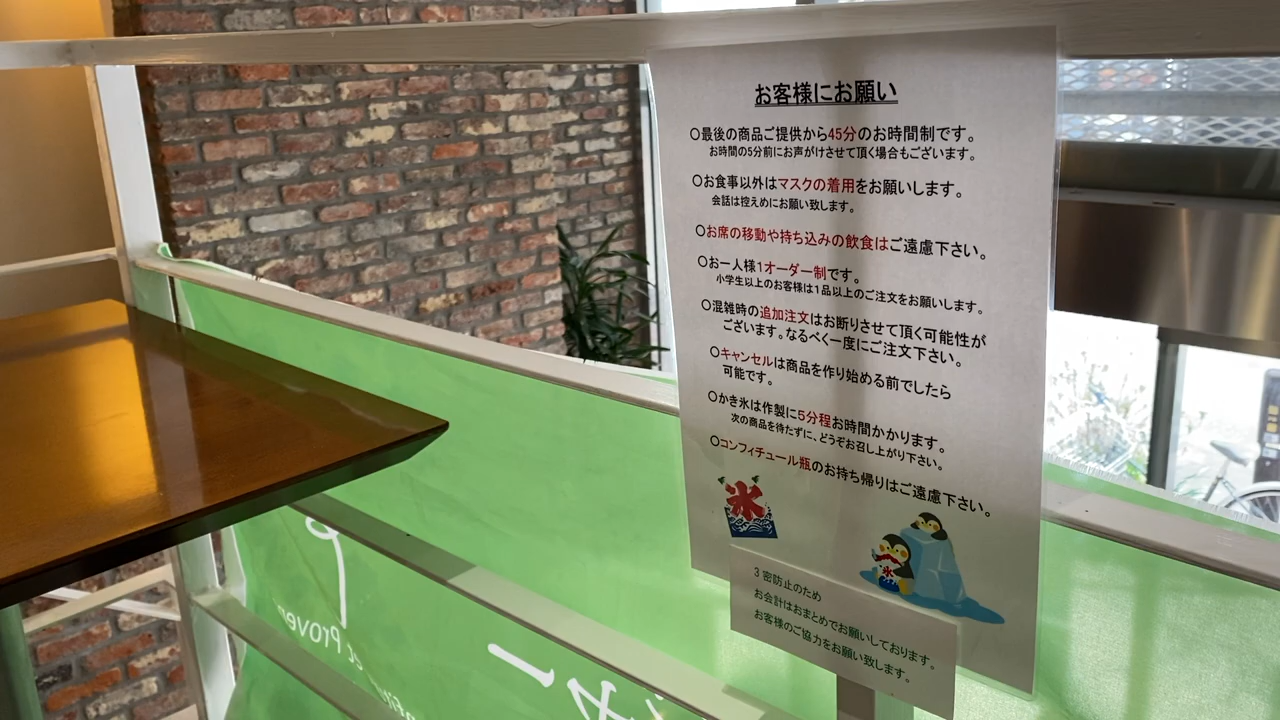 お客様にお願い
〇最後の商品ご提供から45分のお時間制です。
お時間の5分前にお声がけさせて頂く場合もございます。
〇お食事以外はマスクの着用をお願いします。
会話は控えめにお願い致します。
〇お席の移動や持ち込みの飲食はご遠慮下さい。
〇お一人様1オーダー制です。
小学生以上のお客様は1品以上のご注文をお願いします。
〇混雑時の追加注文はお断りさせて頂く可能性が
ございます。なるべく一度にご注文下さい。
〇キャンセルは商品を作り始める前でしたら
可能です。
〇かき氷は作製に5分程お時間かかります。
次の商品を待たずに、どうぞお召し上がり下さい。
〇コンフィチュール瓶のお持ち帰りはご遠慮下さい。
氷
氷
3密防止のため
お会計はおまとめでお願いしております。
お客様のご協力をお願い致します。
et Prove